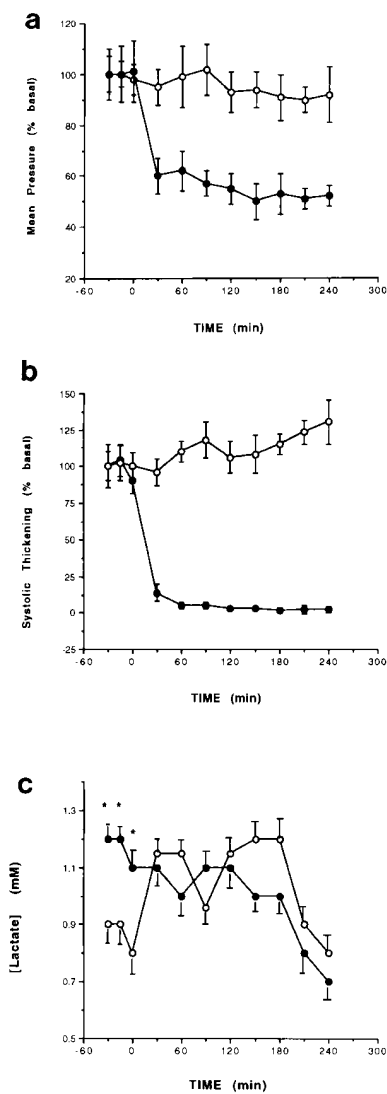 a
120
100
80
60
40
20
Mean Pressure (% basal)
-60 0 60 120 180 240 300
TIME (min)
b
150
125
100
75
50
25
0
-25
Systolic Thickening (% basal)
-60 0 60 120 180 240 300
TIME (min)
c
* *
*
1.3
1.1
0.9
0.7
0.5
[Lactate] (mM)
-60 0 60 120 180 240 300
TIME (min)